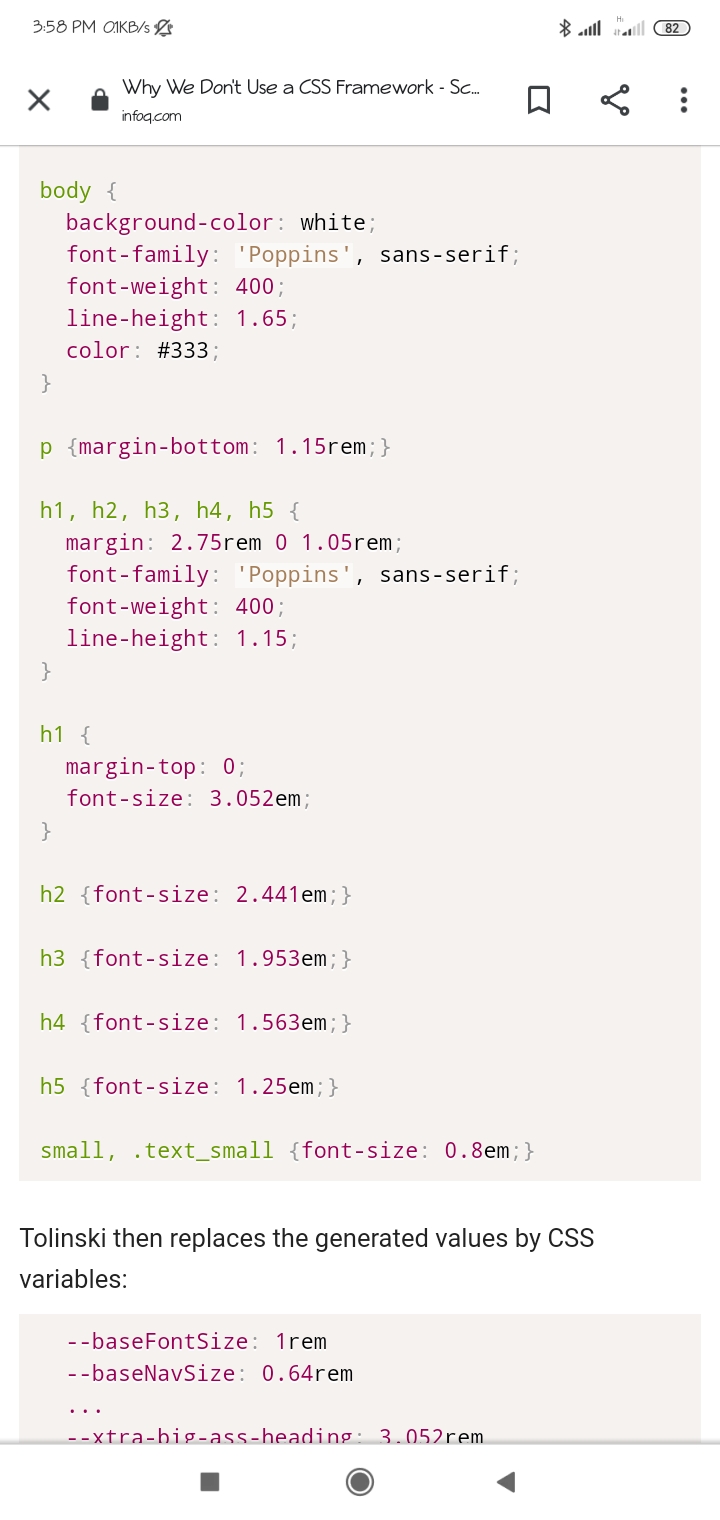 3:58 PM 0.1KB/s
82
Why We Don't Use a CSS Framework - Sc...
infoq.com
body {
  background-color: white;
  font-family: 'Poppins', sans-serif;
  font-weight: 400;
  line-height: 1.65;
  color: #333;
}
p {margin-bottom: 1.15rem;}
h1, h2, h3, h4, h5 {
  margin: 2.75rem 0 1.05rem;
  font-family: 'Poppins', sans-serif;
  font-weight: 400;
  line-height: 1.15;
}
h1 {
  margin-top: 0;
  font-size: 3.052em;
}
h2 {font-size: 2.441em;}
h3 {font-size: 1.953em;}
h4 {font-size: 1.563em;}
h5 {font-size: 1.25em;}
small, .text_small {font-size: 0.8em;}
Tolinski then replaces the generated values by CSS
variables:
  --baseFontSize: 1rem
  --baseNavSize: 0.64rem
  ...
  --xtra-big-ass-heading: 3.052rem